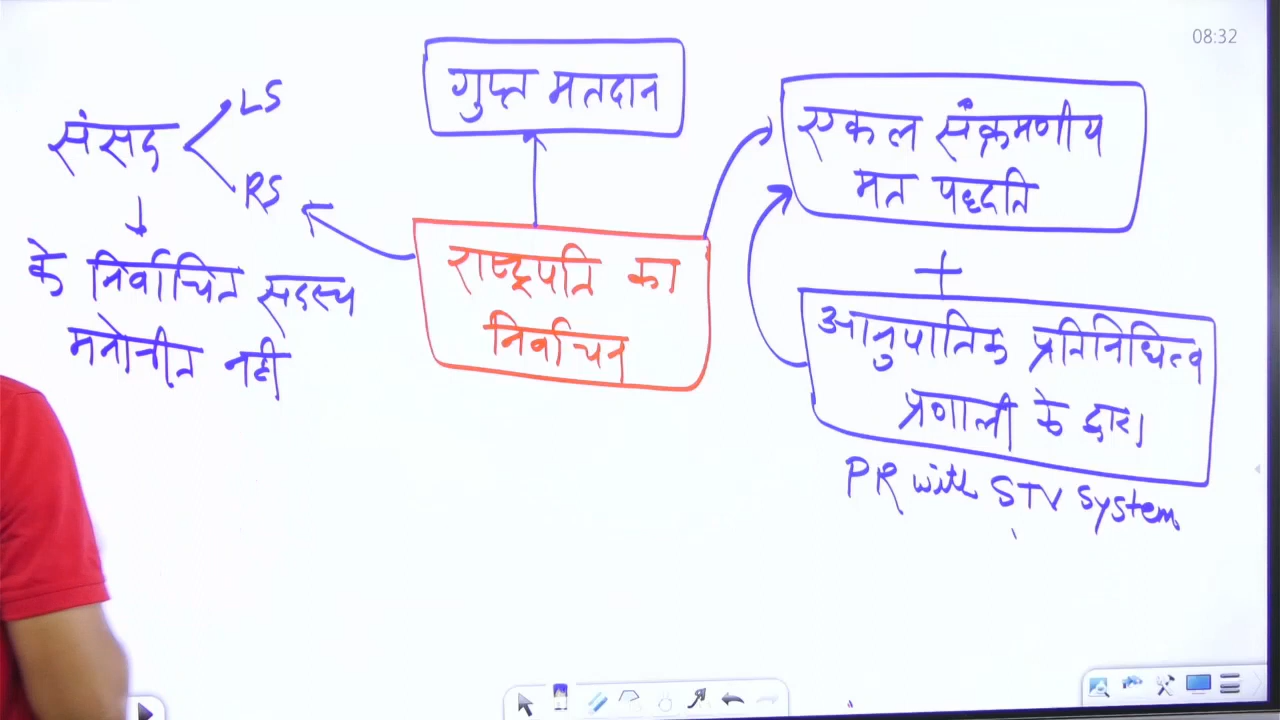 08:32
गुप्त मतदान
संसद
LS
RS
के निर्वाचित सदस्य
मनोनीत नही
राष्ट्रपति का
निर्वाचन
एकल संक्रमणीय
मत पद्दति
+
आनुपातिक प्रतिनिधित्व
प्रणाली के द्वारा
PR with STV System